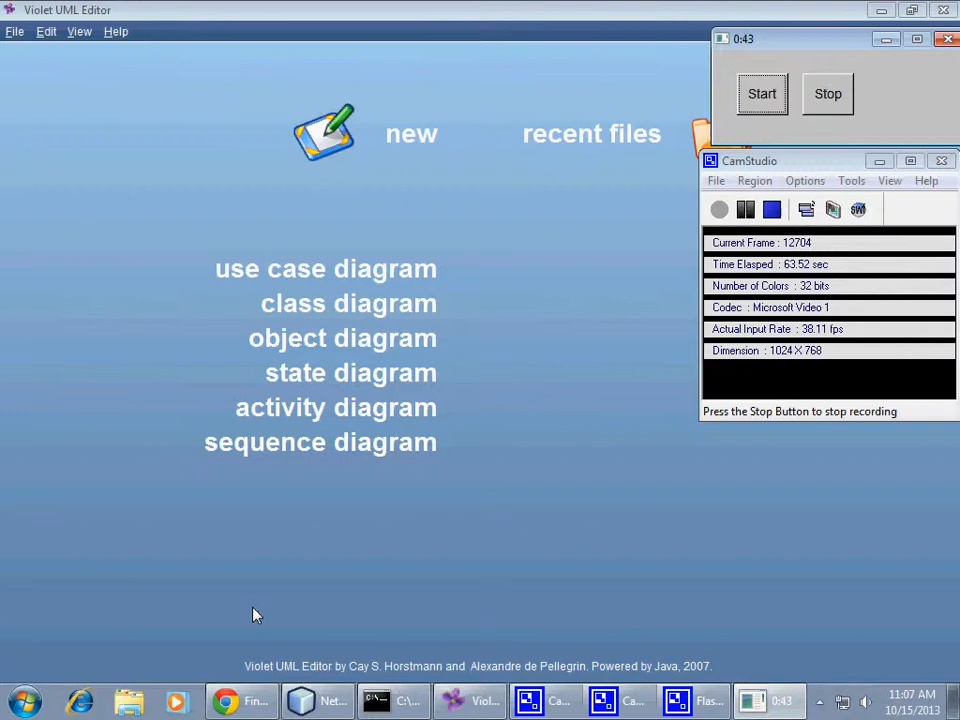 Violet UML Editor
File Edit View Help
0:43
Start Stop
new
recent files
CamStudio
File Region Options Tools View Help
Current Frame : 12704
Time Elasped : 63.52 sec
Number of Colors : 32 bits
Codec : Microsoft Video 1
Actual Input Rate : 38.11 fps
Dimension : 1024 X 768
Press the Stop Button to stop recording
use case diagram
class diagram
object diagram
state diagram
activity diagram
sequence diagram
Violet UML Editor by Cay S. Horstmann and Alexandre de Pellegrin. Powered by Java, 2007.
Fin... Net... C:\... Viol... Ca... Ca... Flas... 0:43
11:07 AM
10/15/2013